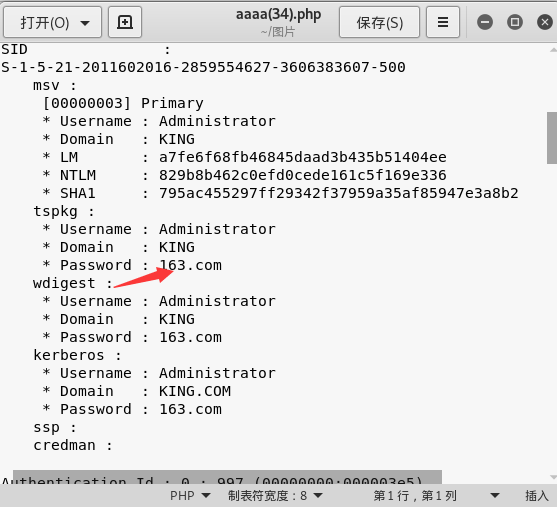 打开(O)
aaaa(34).php
~/图片
保存(S)
SID :
S-1-5-21-2011602016-2859554627-3606383607-500
msv :
[00000003] Primary
* Username : Administrator
* Domain : KING
* LM : a7fe6f68fb46845daad3b435b51404ee
* NTLM : 829b8b462c0efd0cede161c5f169e336
* SHA1 : 795ac455297ff29342f37959a35af85947e3a8b2
tspkg :
* Username : Administrator
* Domain : KING
* Password : 163.com
wdigest :
* Username : Administrator
* Domain : KING
* Password : 163.com
kerberos :
* Username : Administrator
* Domain : KING.COM
* Password : 163.com
ssp :
credman :
Authentication Id : 0 : 997 (00000000:000003e5)
PHP 制表符宽度：8 第1行，第1列 插入